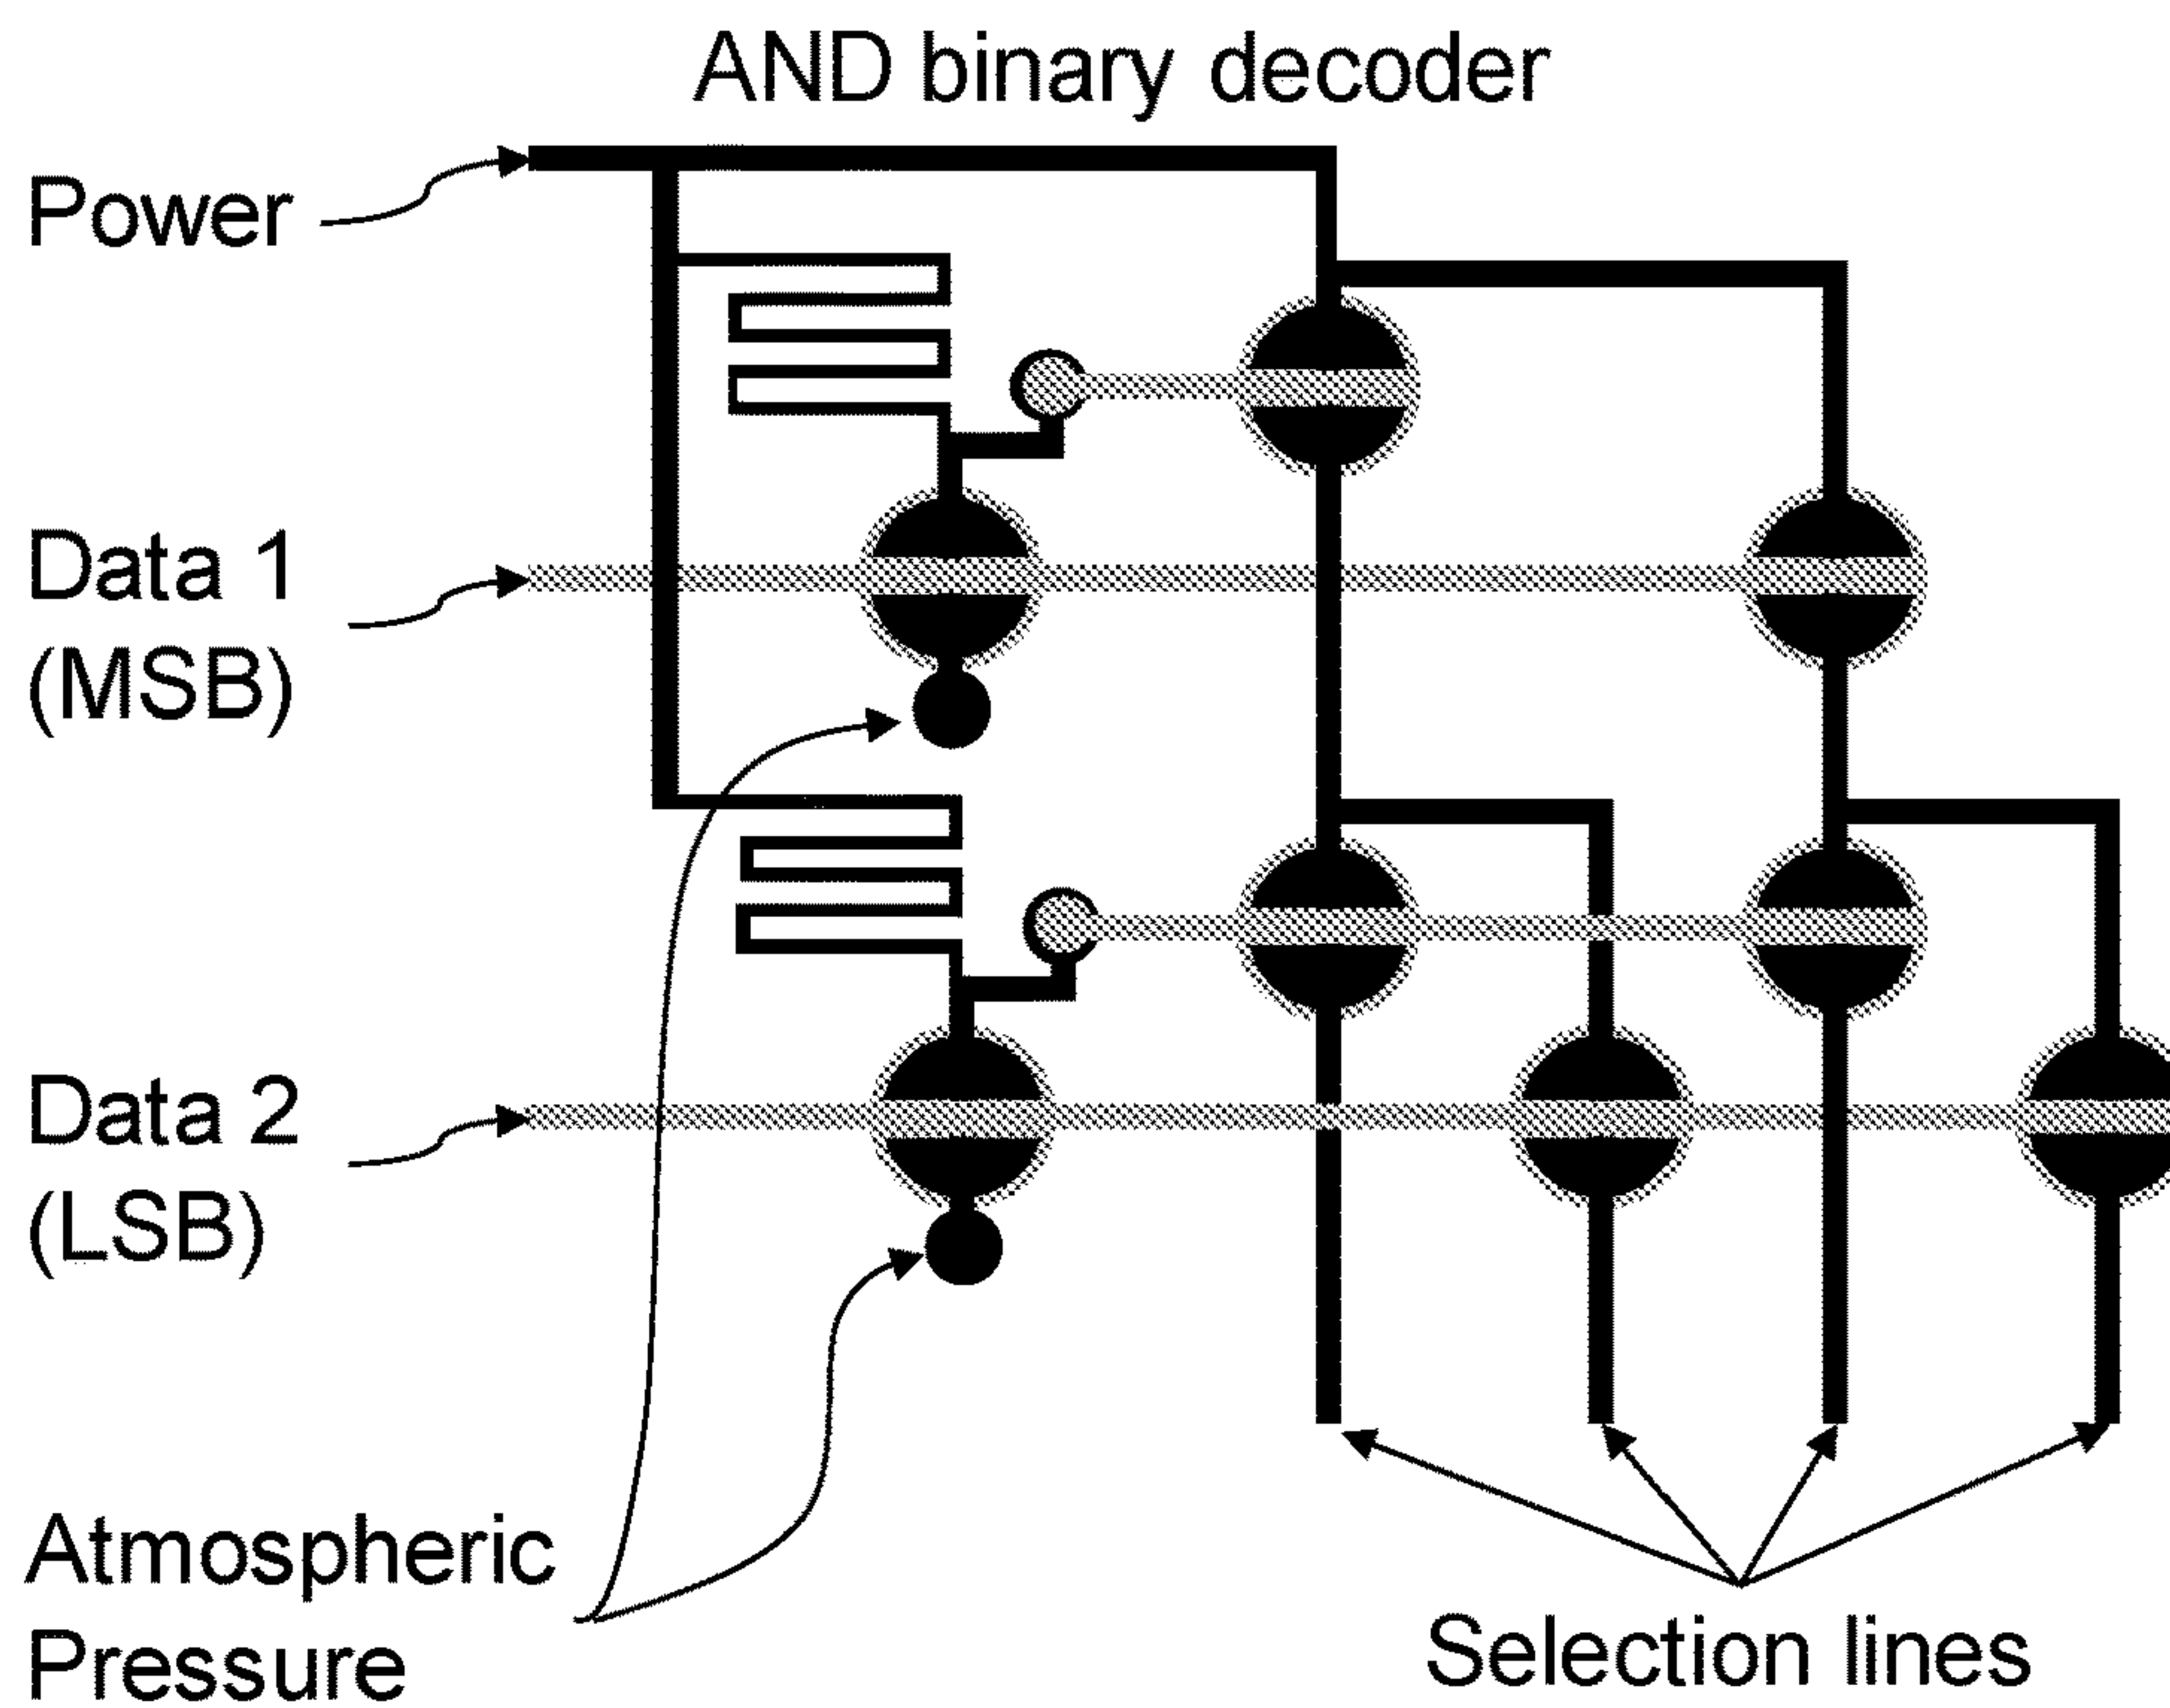 AND binary decoder
Power
Data 1
(MSB)
Data 2
(LSB)
Atmospheric
Pressure
Selection lines